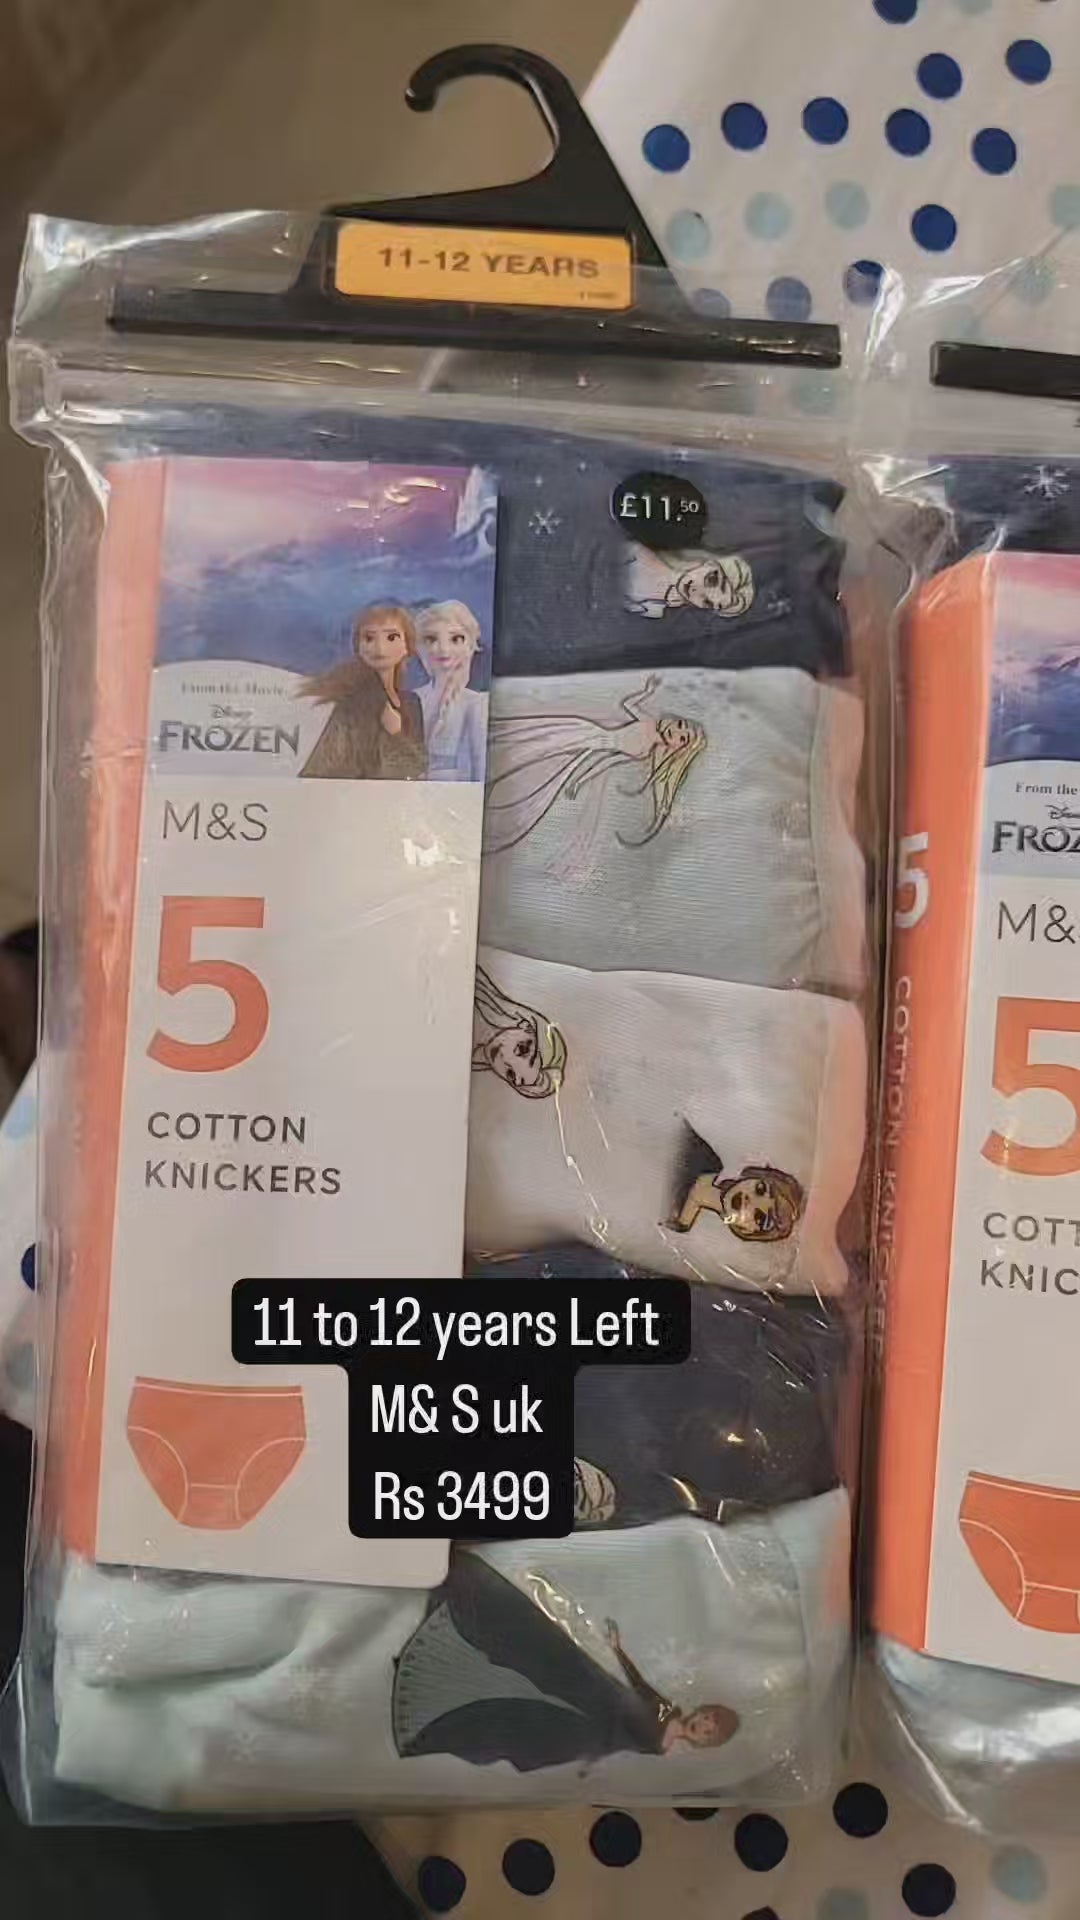 11-12 YEARS
£11.50
From the Movie
Disney
FROZEN
M&S
5
COTTON
KNICKERS
11 to 12 years Left
M& S uk
Rs 3499
5 COTTON KNICKERS
From the
Disney
FROZ
M&
5
COTT
KNIC